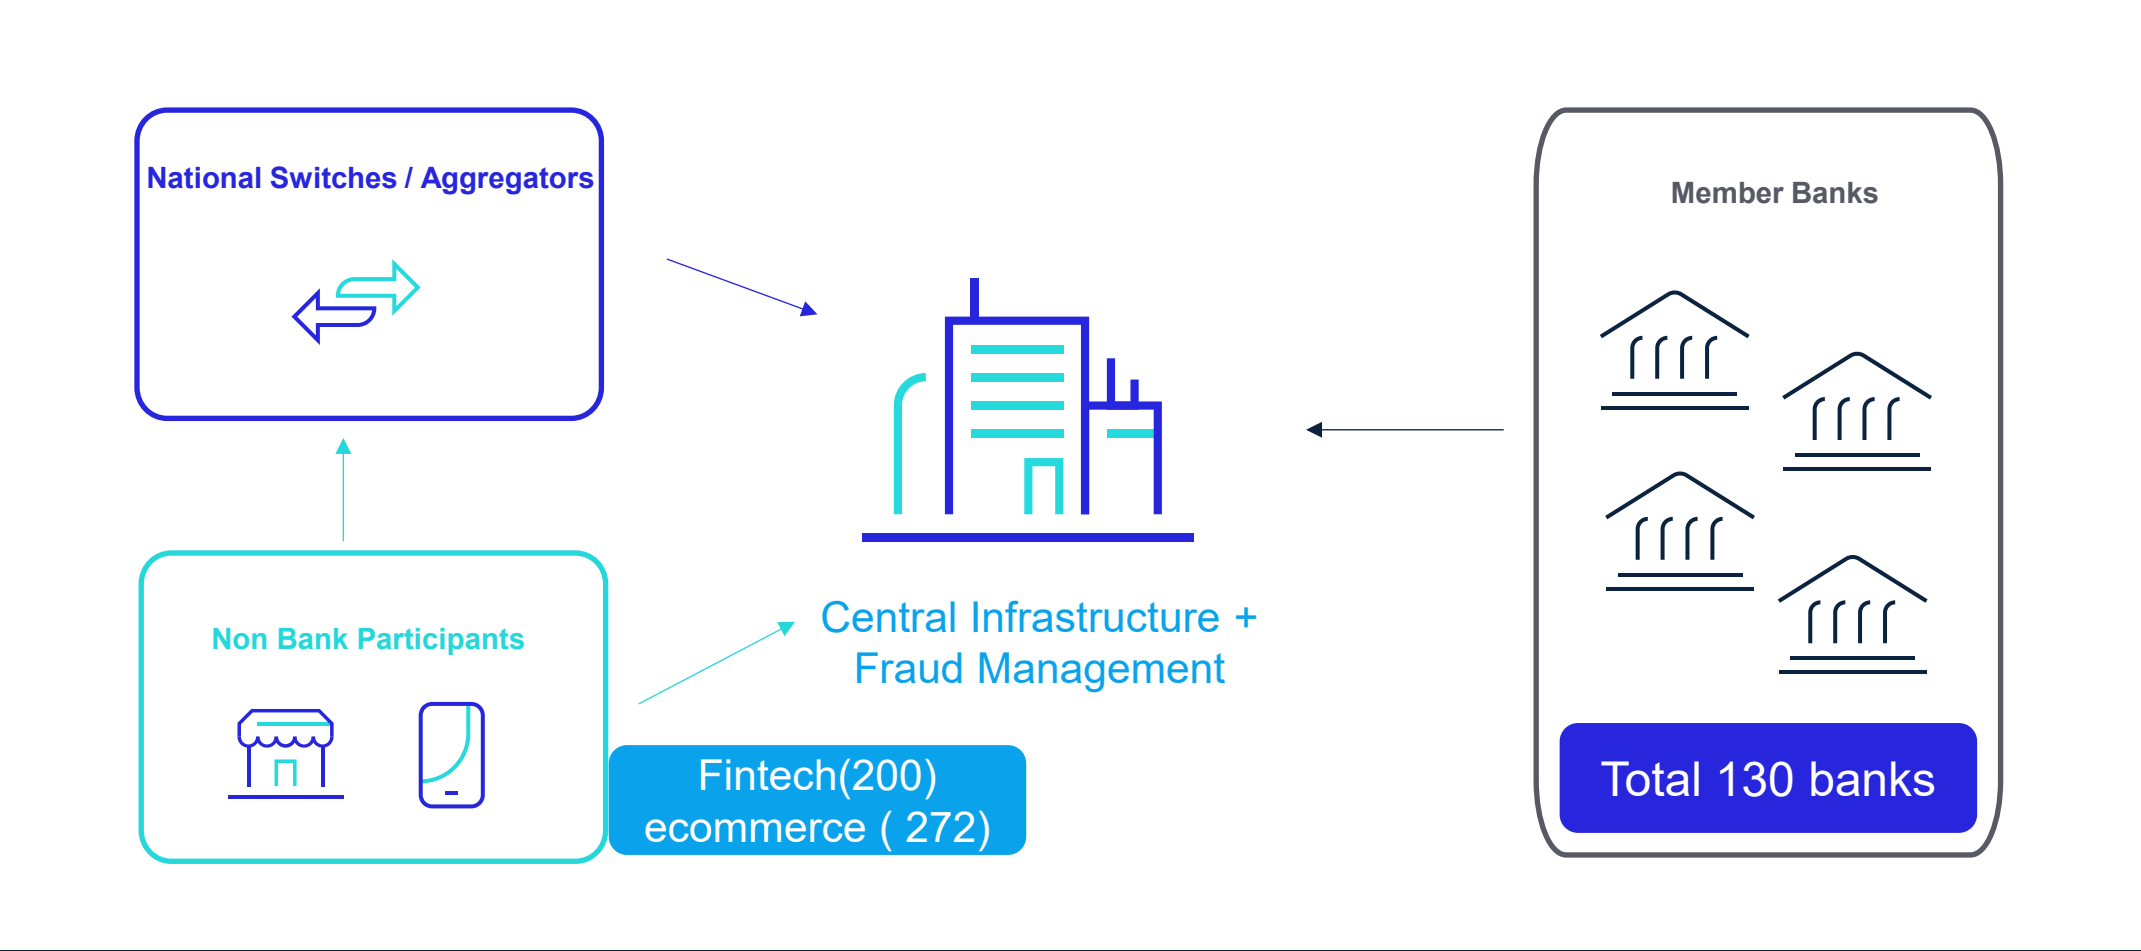 National Switches / Aggregators
Member Banks
Non Bank Participants
Central Infrastructure +
Fraud Management
Fintech(200)
ecommerce ( 272)
Total 130 banks